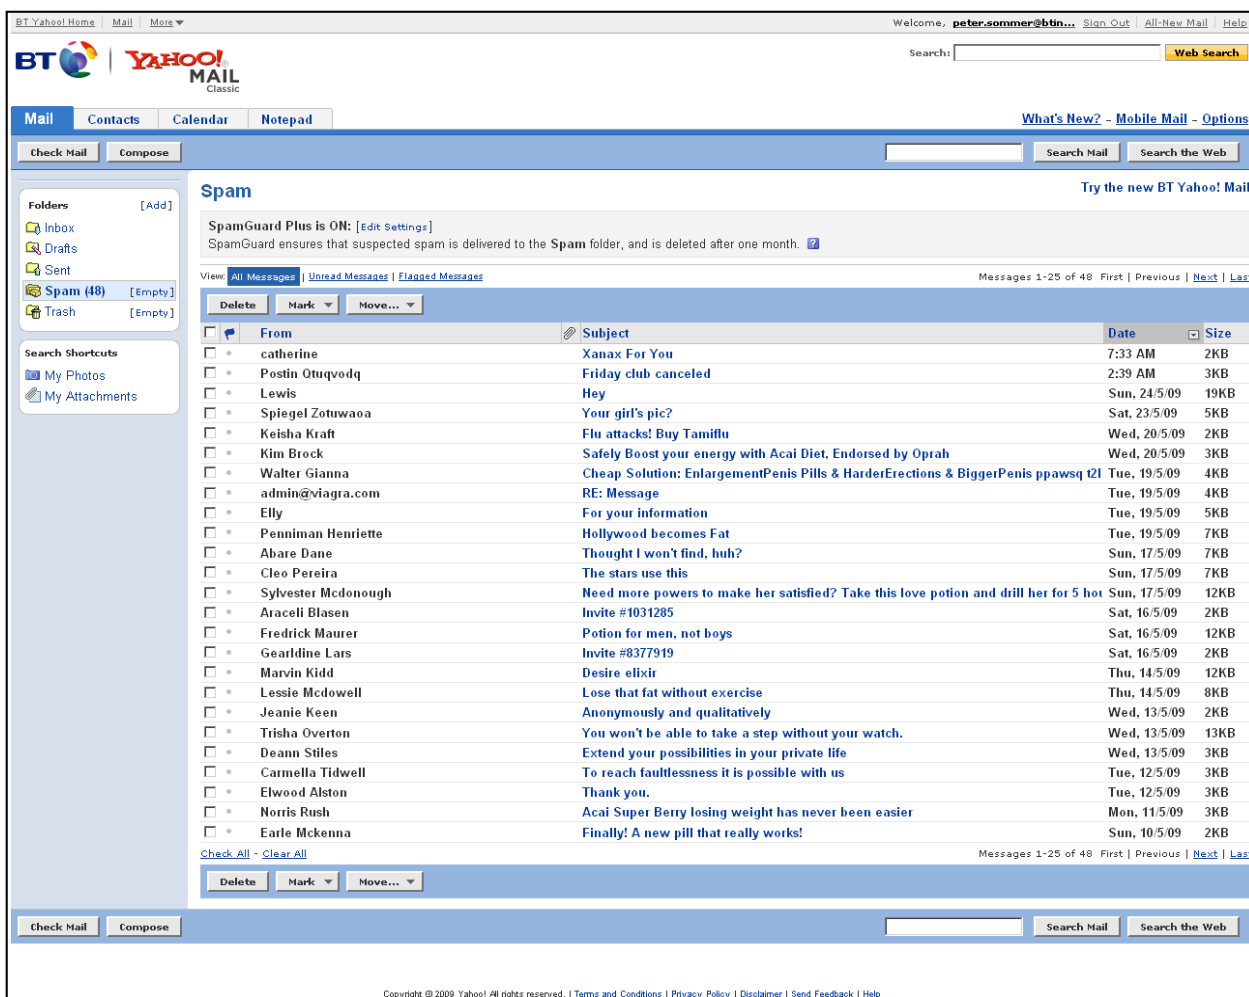 BT Yahoo! Home | Mail | More
Welcome, peter.sommer@btin... Sign Out | All-New Mail | Help
BT | YAHOO! MAIL Classic
Search: Web Search
Mail Contacts Calendar Notepad
What's New? - Mobile Mail - Options
Check Mail Compose Search Mail Search the Web
Folders [Add]
Inbox
Drafts
Sent
Spam (48) [Empty]
Trash [Empty]
Search Shortcuts
My Photos
My Attachments
Spam
Try the new BT Yahoo! Mail
SpamGuard Plus is ON: [Edit Settings]
SpamGuard ensures that suspected spam is delivered to the Spam folder, and is deleted after one month. ?
View: All Messages | Unread Messages | Flagged Messages
Messages 1-25 of 48 First | Previous | Next | Las
Delete Mark Move...
From Subject Date Size
catherine Xanax For You 7:33 AM 2KB
Postin Qtuqvodq Friday club canceled 2:39 AM 3KB
Lewis Hey Sun, 24/5/09 19KB
Spiegel Zotuwaoa Your girl's pic? Sat, 23/5/09 5KB
Keisha Kraft Flu attacks! Buy Tamiflu Wed, 20/5/09 2KB
Kim Brock Safely Boost your energy with Acai Diet, Endorsed by Oprah Wed, 20/5/09 3KB
Walter Gianna Cheap Solution: EnlargementPenis Pills & HarderErections & BiggerPenis ppawsq Tue, 19/5/09 4KB
admin@viagra.com RE: Message Tue, 19/5/09 4KB
Elly For your information Tue, 19/5/09 5KB
Penniman Henriette Hollywood becomes Fat Tue, 19/5/09 7KB
Abare Dane Thought I won't find, huh? Sun, 17/5/09 7KB
Cleo Pereira The stars use this Sun, 17/5/09 7KB
Sylvester Mcdonough Need more powers to make her satisfied? Take this love potion and drill her for 5 hou Sun, 17/5/09 12KB
Araceli Blasen Invite #1031285 Sat, 16/5/09 2KB
Fredrick Maurer Potion for men, not boys Sat, 16/5/09 12KB
Gearldine Lars Invite #8377919 Sat, 16/5/09 2KB
Marvin Kidd Desire elixir Thu, 14/5/09 12KB
Lessie Mcdowell Lose that fat without exercise Thu, 14/5/09 8KB
Jeanie Keen Anonymously and qualitatively Wed, 13/5/09 2KB
Trisha Overton You won't be able to take a step without your watch. Wed, 13/5/09 13KB
Deann Stiles Extend your possibilities in your private life Wed, 13/5/09 3KB
Carmella Tidwell To reach faultlessness it is possible with us Tue, 12/5/09 3KB
Elwood Alston Thank you. Tue, 12/5/09 3KB
Norris Rush Acai Super Berry losing weight has never been easier Mon, 11/5/09 3KB
Earle Mckenna Finally! A new pill that really works! Sun, 10/5/09 2KB
Check All - Clear All
Messages 1-25 of 48 First | Previous | Next | Las
Delete Mark Move...
Check Mail Compose Search Mail Search the Web
Copyright © 2009 Yahoo! All rights reserved. | Terms and Conditions | Privacy Policy | Disclaimer | Send Feedback | Help